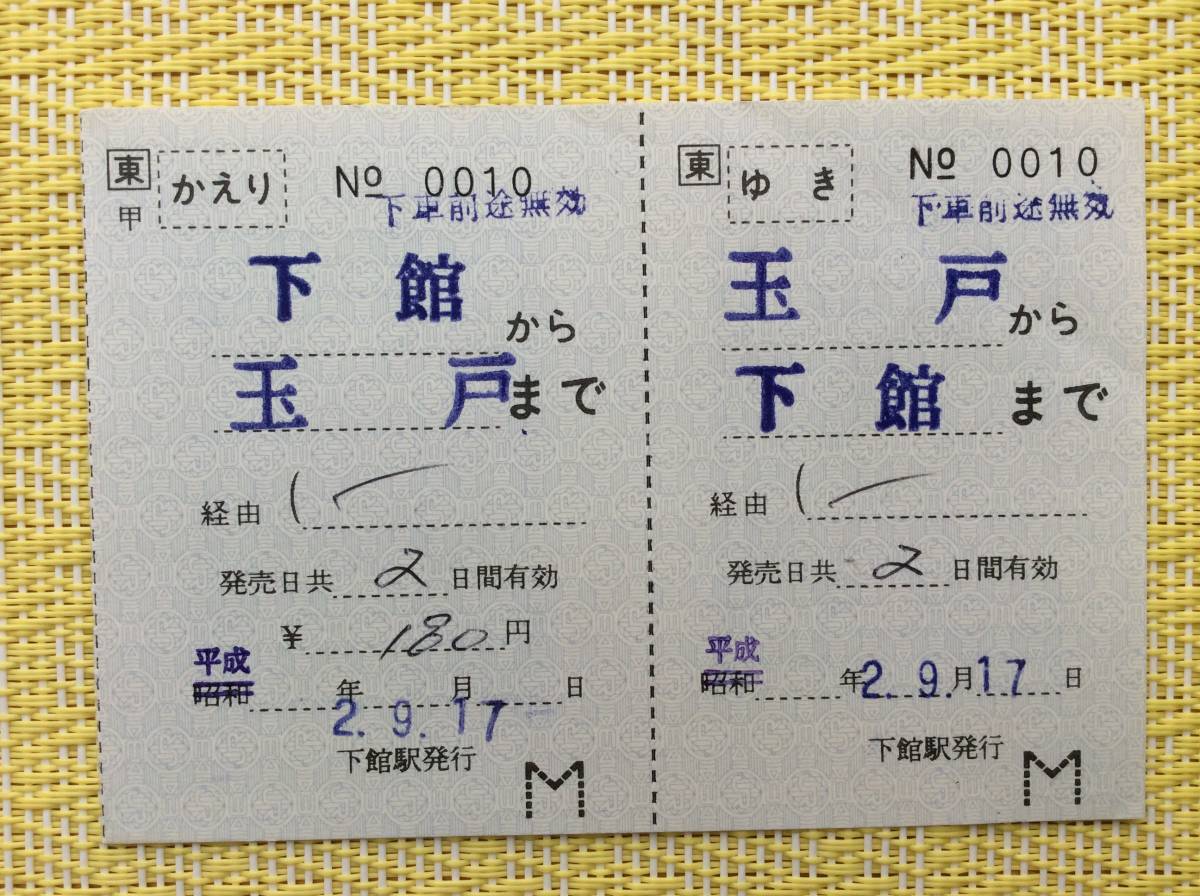 東 かえり Nº 0010
甲
下車前途無効
下館から
玉戸まで
経由 (
発売日共 2 日間有効
¥ 180 円
平成
昭和 年 月 日
2. 9. 17
下館駅発行
東 ゆき Nº 0010
下車前途無効
玉戸から
下館まで
経由 (
発売日共 2 日間有効
平成
昭和 年 2. 9. 月 17 日
下館駅発行